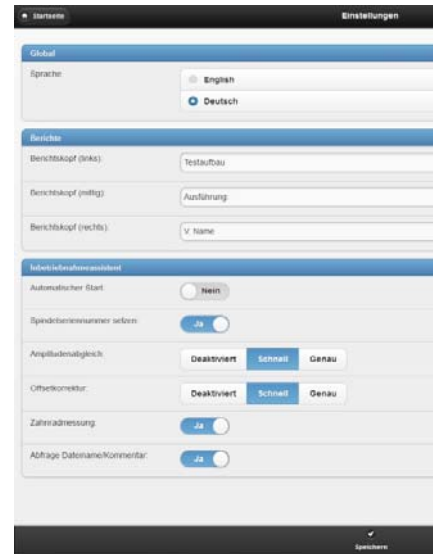 Startseite
Einstellungen
Global
Sprache
English
Deutsch
Berichte
Berichtskopf (links):
Testaufbau
Berichtskopf (mittig):
Ausführung:
Berichtskopf (rechts):
V. Name
Inbetriebnahmeassistent
Automatischer Start:
Nein
Spindelseriennummer setzen:
Ja
Amplitudenabgleich:
Deaktiviert Schnell Genau
Offsetkorrektur:
Deaktiviert Schnell Genau
Zahnradmessung:
Ja
Abfrage Dateiname/Kommentar:
Ja
Speichern